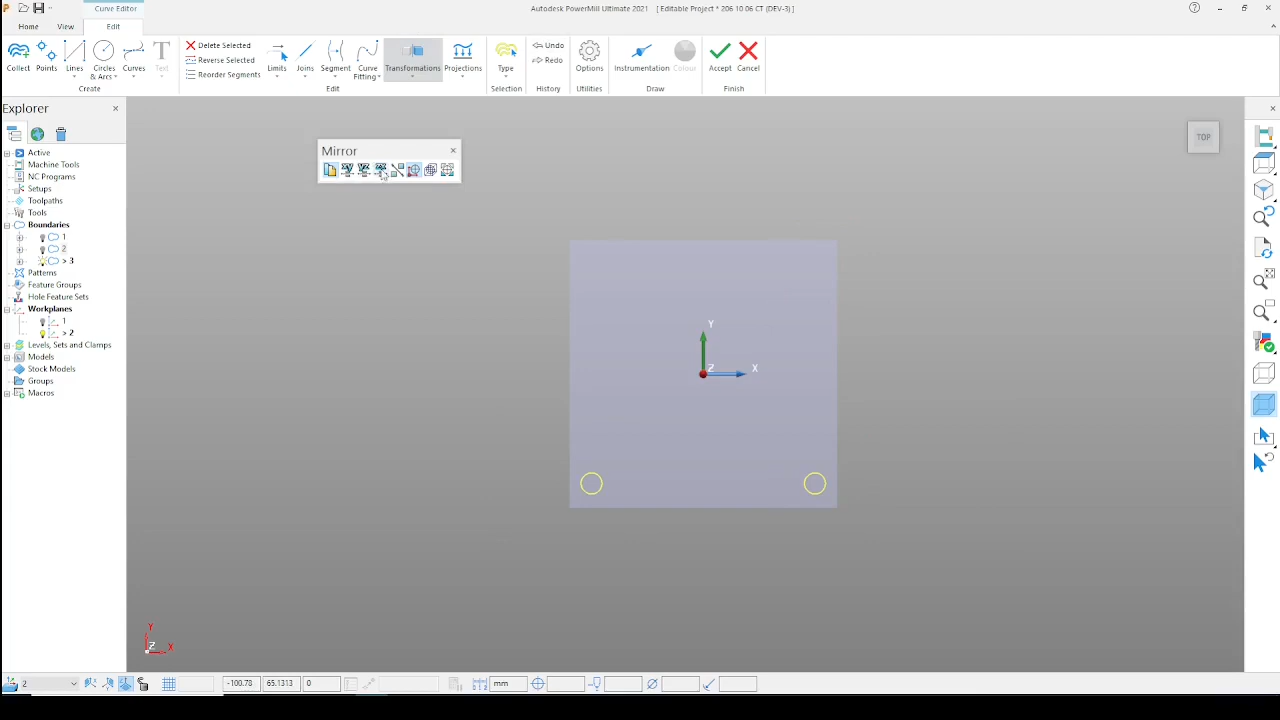 Curve Editor
Autodesk PowerMill Ultimate 2021 [ Editable Project * 206 10 06 CT (DEV-3) ]
Home View Edit
Collect Points Lines Circles & Arcs Curves Text
Delete Selected
Reverse Selected
Reorder Segments
Limits Joins Segment Curve Fitting Transformations Projections Type
Undo
Redo
Options Instrumentation Colour Accept Cancel
Create Edit Selection History Utilities Draw Finish
Explorer
Mirror
TOP
Active
Machine Tools
NC Programs
Setups
Toolpaths
Tools
Boundaries
1
2
> 3
Patterns
Feature Groups
Hole Feature Sets
Workplanes
1
> 2
Levels, Sets and Clamps
Models
Stock Models
Groups
Macros
Y
Z X
Y
Z X
2 -100.78 65.1313 0 mm